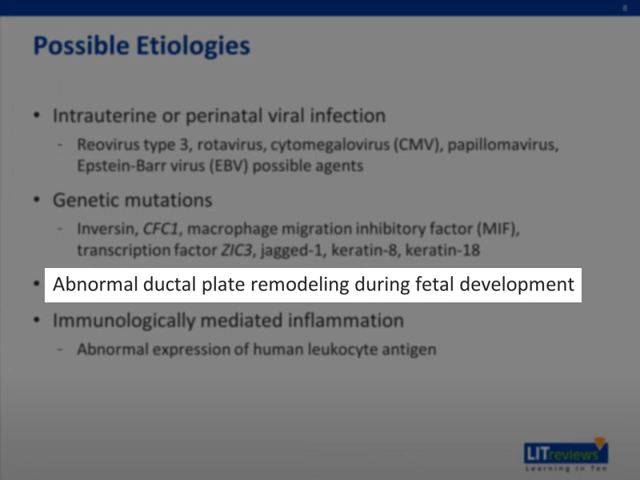 8
Possible Etiologies
• Intrauterine or perinatal viral infection
- Reovirus type 3, rotavirus, cytomegalovirus (CMV), papillomavirus,
Epstein-Barr virus (EBV) possible agents
• Genetic mutations
- Inversin, CFC1, macrophage migration inhibitory factor (MIF),
transcription factor ZIC3, jagged-1, keratin-8, keratin-18
• Abnormal ductal plate remodeling during fetal development
• Immunologically mediated inflammation
- Abnormal expression of human leukocyte antigen
LITreviews
Learning in Ten